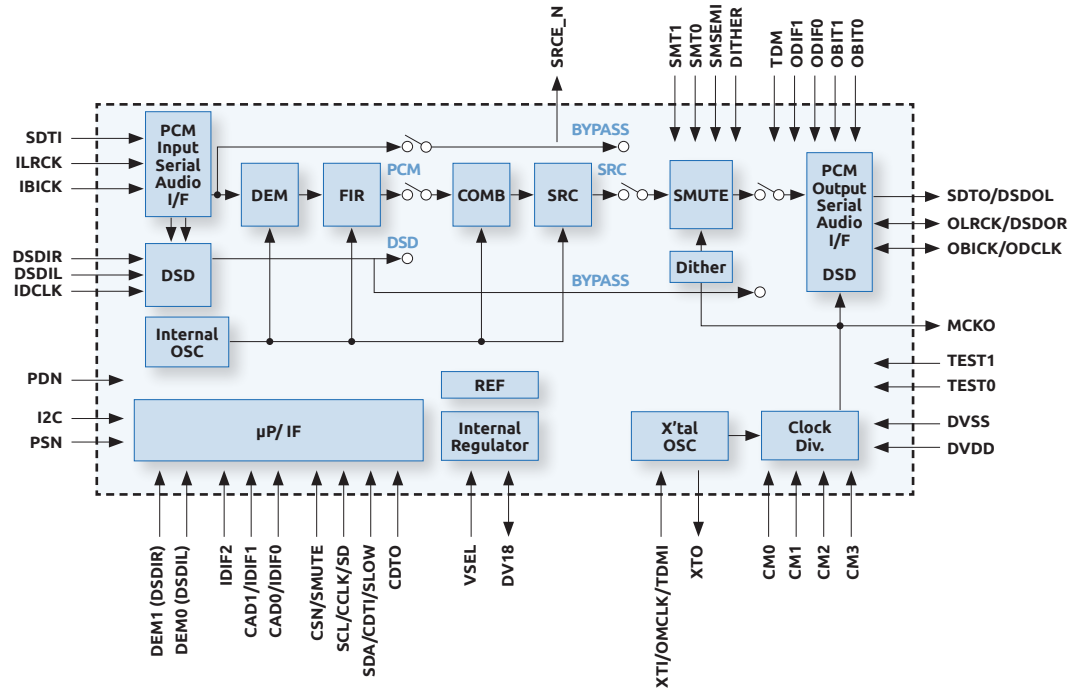 SRCE_N
SMT1
SMT0
SMSEMI
DITHER
TDM
ODIF1
ODIF0
OBIT1
OBIT0
SDTI
ILRCK
IBICK
PCM
Input
Serial
Audio
I/F
BYPASS
PCM
SRC
DEM
FIR
COMB
SRC
SMUTE
PCM
Output
Serial
Audio
I/F
DSD
SDTO/DSDOL
OLRCK/DSDOR
OBICK/ODCLK
DSDIR
DSDIL
IDCLK
DSD
DSD
BYPASS
Dither
Internal
OSC
MCKO
TEST1
TEST0
DVSS
DVDD
PDN
I2C
PSN
µP/ IF
REF
Internal
Regulator
X'tal
OSC
Clock
Div.
DEM1 (DSDIR)
DEM0 (DSDIL)
IDIF2
CAD1/IDIF1
CAD0/IDIF0
CSN/SMUTE
SCL/CCLK/SD
SDA/CDTI/SLOW
CDTO
VSEL
DV18
XTI/OMCLK/TDMI
XTO
CM0
CM1
CM2
CM3